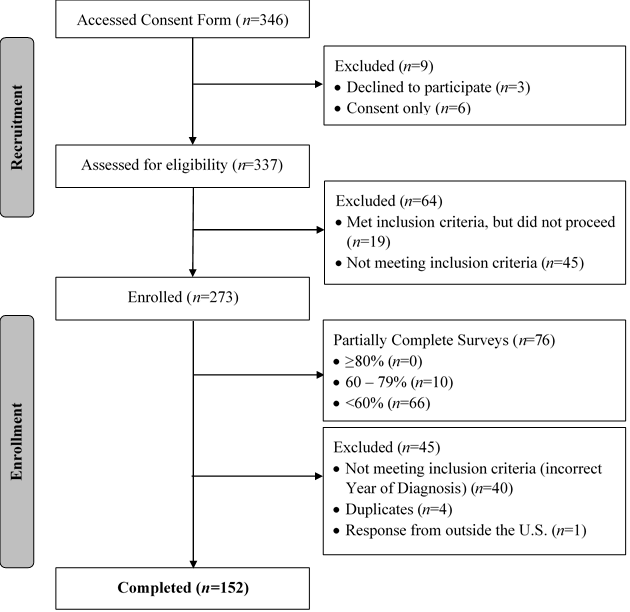 Accessed Consent Form (n=346)
Recruitment
Excluded (n=9)
• Declined to participate (n=3)
• Consent only (n=6)
Assessed for eligibility (n=337)
Excluded (n=64)
• Met inclusion criteria, but did not proceed
(n=19)
• Not meeting inclusion criteria (n=45)
Enrolled (n=273)
Enrollment
Partially Complete Surveys (n=76)
• ≥80% (n=0)
• 60 – 79% (n=10)
• <60% (n=66)
Excluded (n=45)
• Not meeting inclusion criteria (incorrect
Year of Diagnosis) (n=40)
• Duplicates (n=4)
• Response from outside the U.S. (n=1)
Completed (n=152)